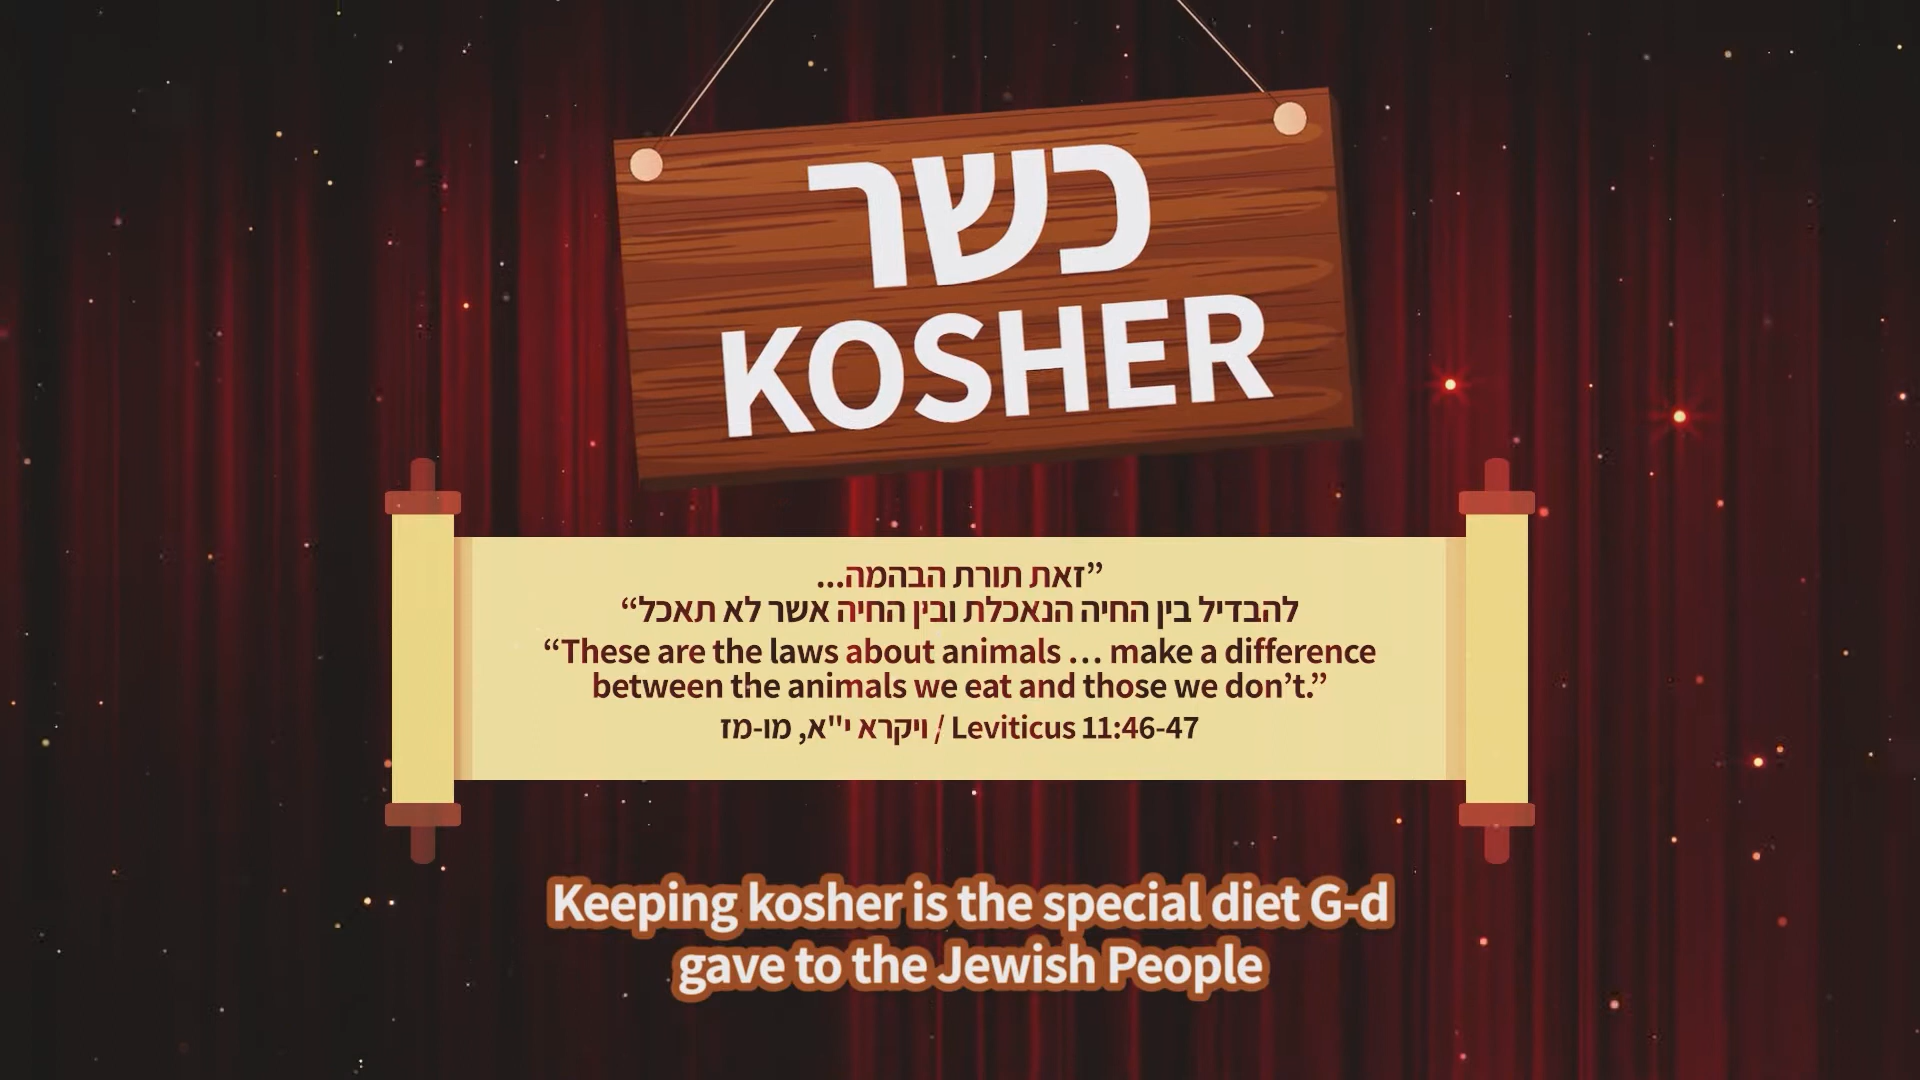 כשר
KOSHER
”זאת תורת הבהמה...
להבדיל בין החיה הנאכלת ובין החיה אשר לא תאכל“
“These are the laws about animals … make a difference
between the animals we eat and those we don’t.”
ויקרא י"א, מו-מז / Leviticus 11:46-47
Keeping kosher is the special diet G-d
gave to the Jewish People